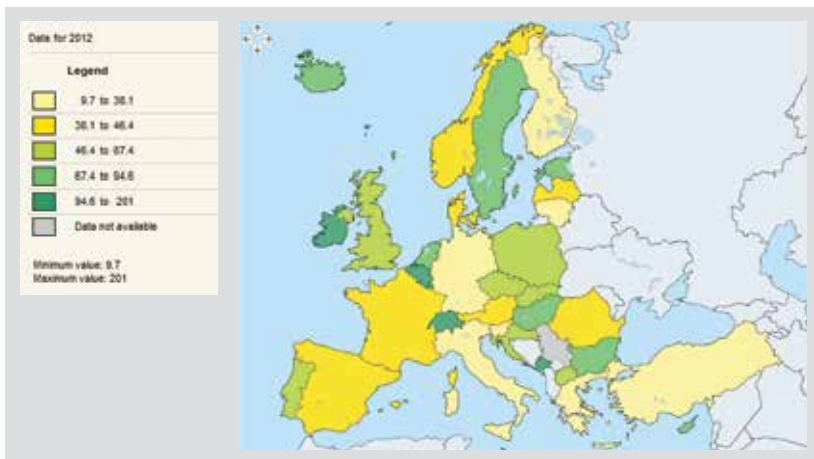 Data for 2012
Legend
9.7 to 36.1
36.1 to 46.4
46.4 to 67.4
67.4 to 94.6
94.6 to 201
Data not available
Minimum value: 9.7
Maximum value: 201